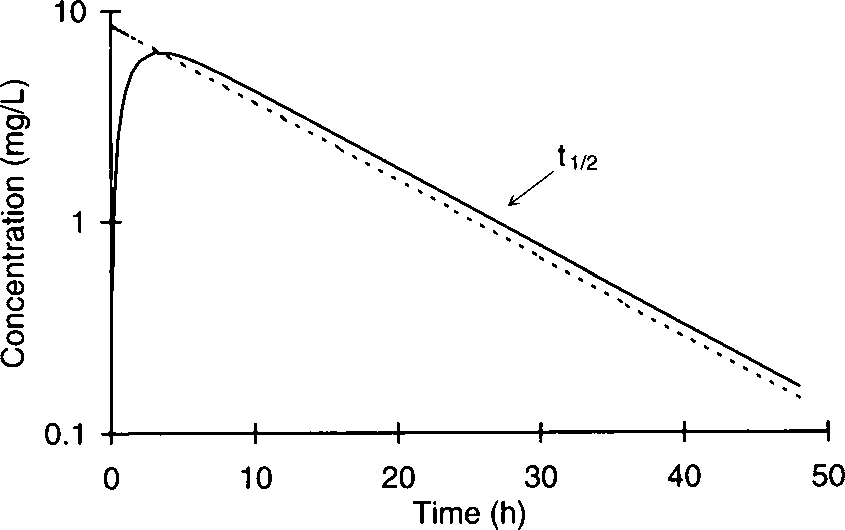 10
Concentration (mg/L)
t1/2
1
0.1
0 10 20 30 40 50
Time (h)